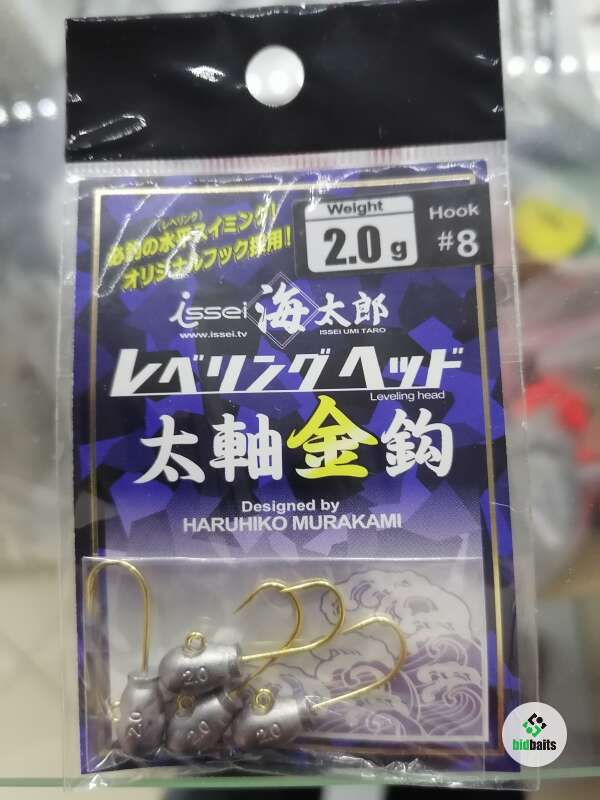 Weight
2.0 g
Hook
#8
(レベリング)
必釣の水平スイミング!
オリジナルフック採用!
issei 海太郎
www.issei.tv
ISSEI UMI TARO
レベリングヘッド
Leveling head
太軸金鈎
Designed by
HARUHIKO MURAKAMI
2.0
2.0
2.0
2.0
bidbaits